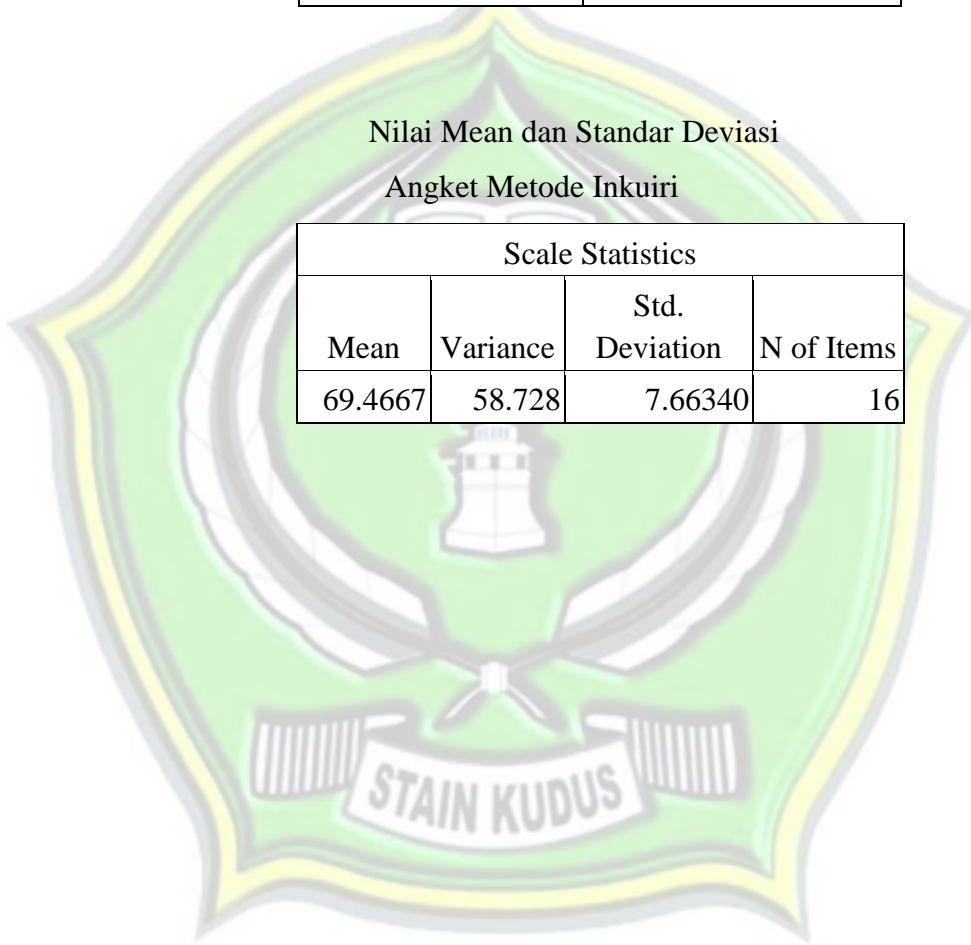 Nilai Mean dan Standar Deviasi
Angket Metode Inkuiri
Scale Statistics
Mean Variance Std. Deviation N of Items
69.4667 58.728 7.66340 16
STAIN KUDUS